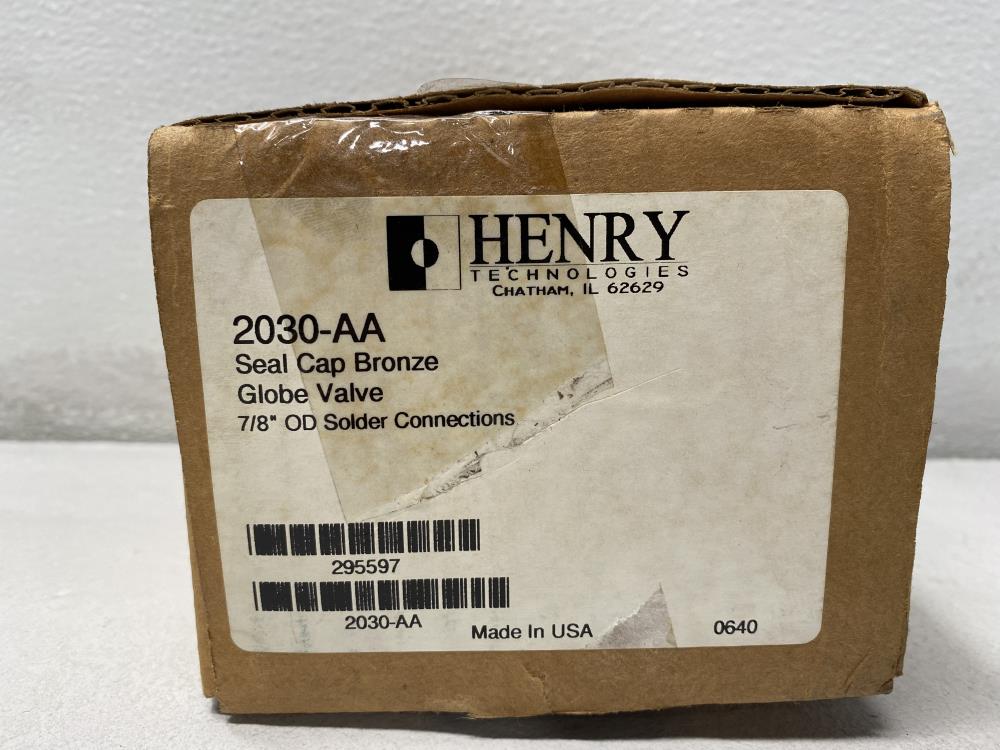 HENRY
TECHNOLOGIES
CHATHAM, IL 62629
2030-AA
Seal Cap Bronze
Globe Valve
7/8" OD Solder Connections
295597
2030-AA
Made In USA
0640